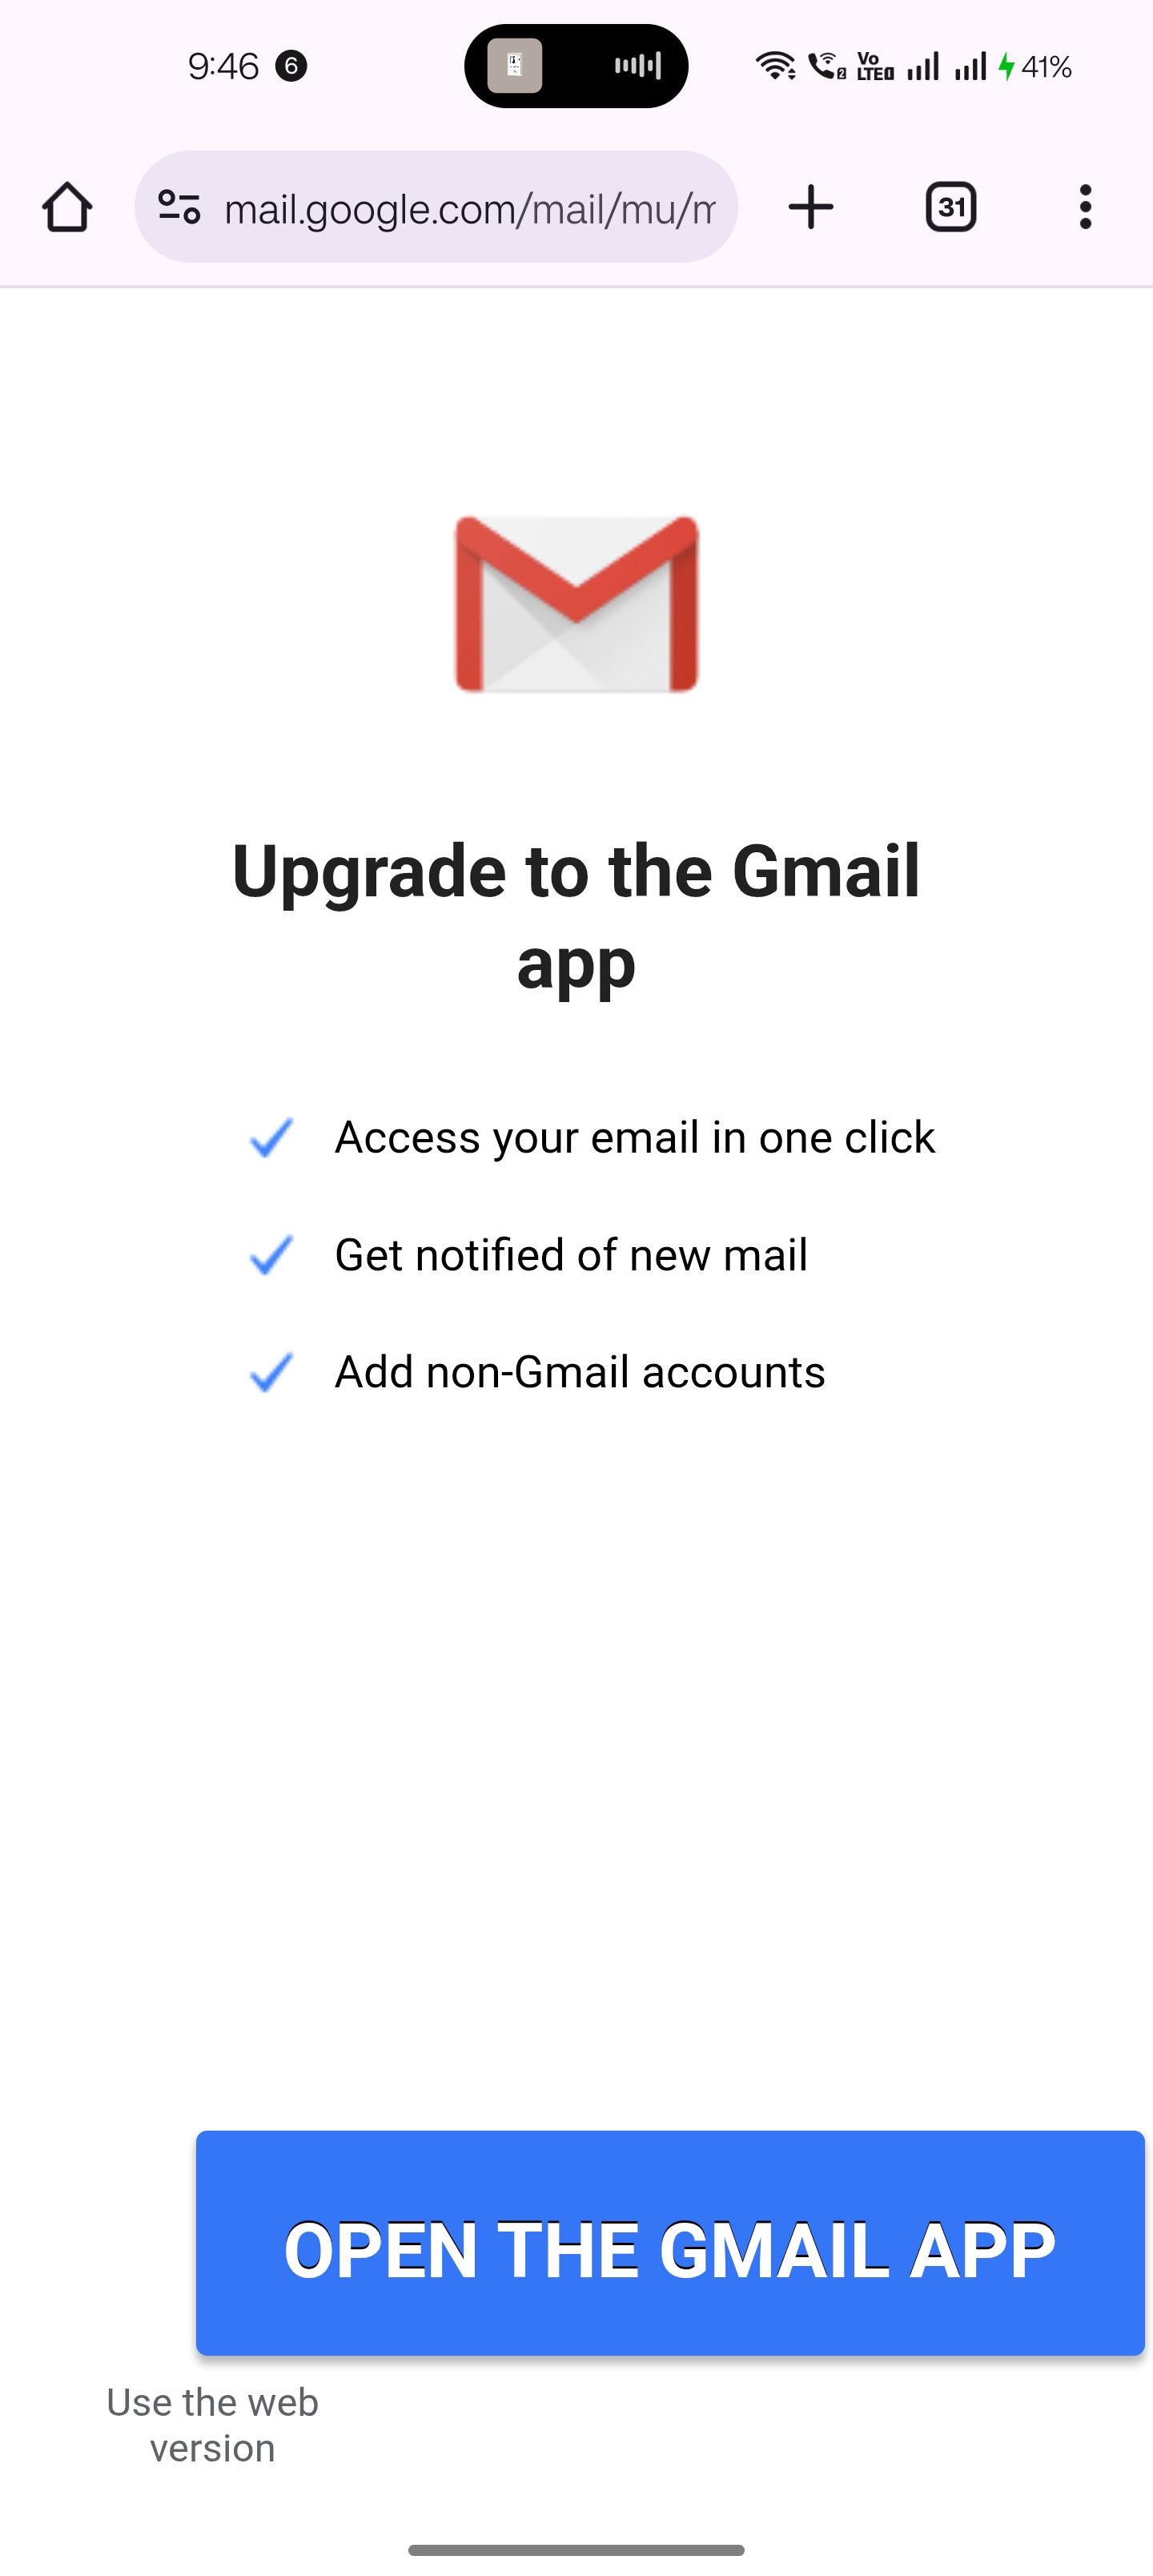 9:46 6 Vo LTE 41%
mail.google.com/mail/mu/m 31
Upgrade to the Gmail
app
Access your email in one click
Get notified of new mail
Add non-Gmail accounts
OPEN THE GMAIL APP
Use the web
version